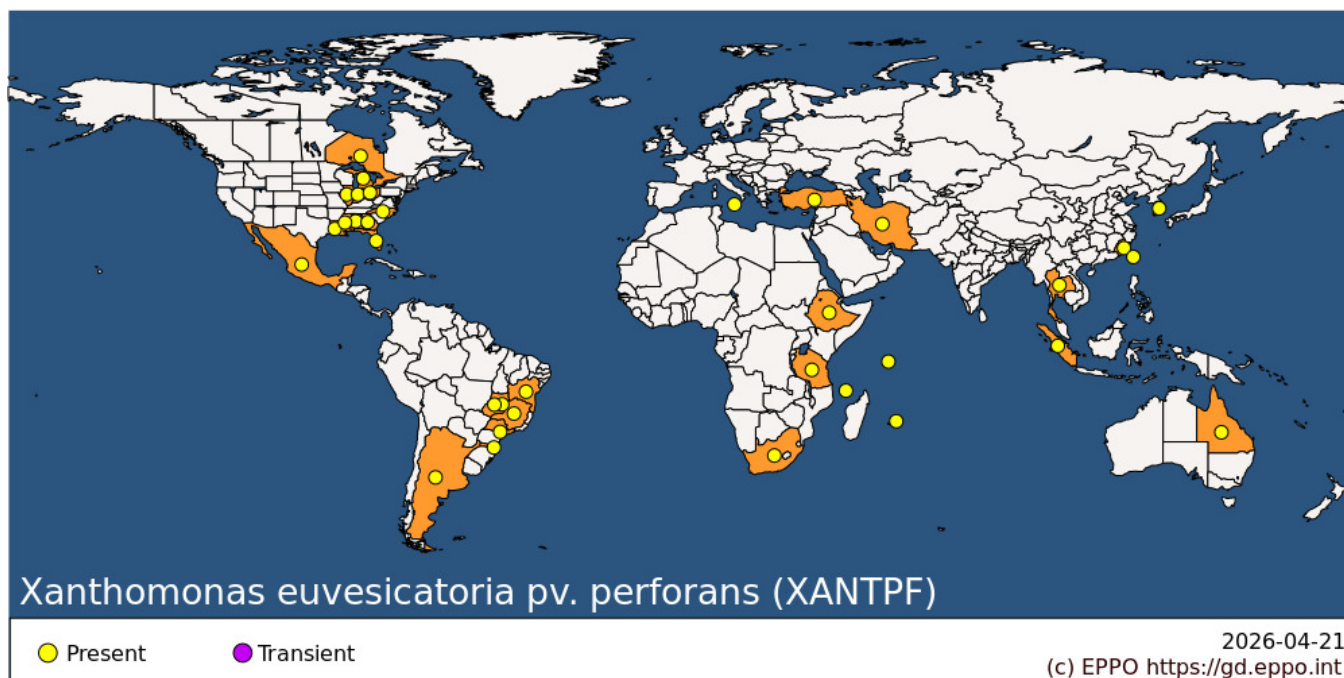 Xanthomonas euvesicatoria pv. perforans (XANTPF)
Present
Transient
2026-04-21
(c) EPPO https://gd.eppo.int